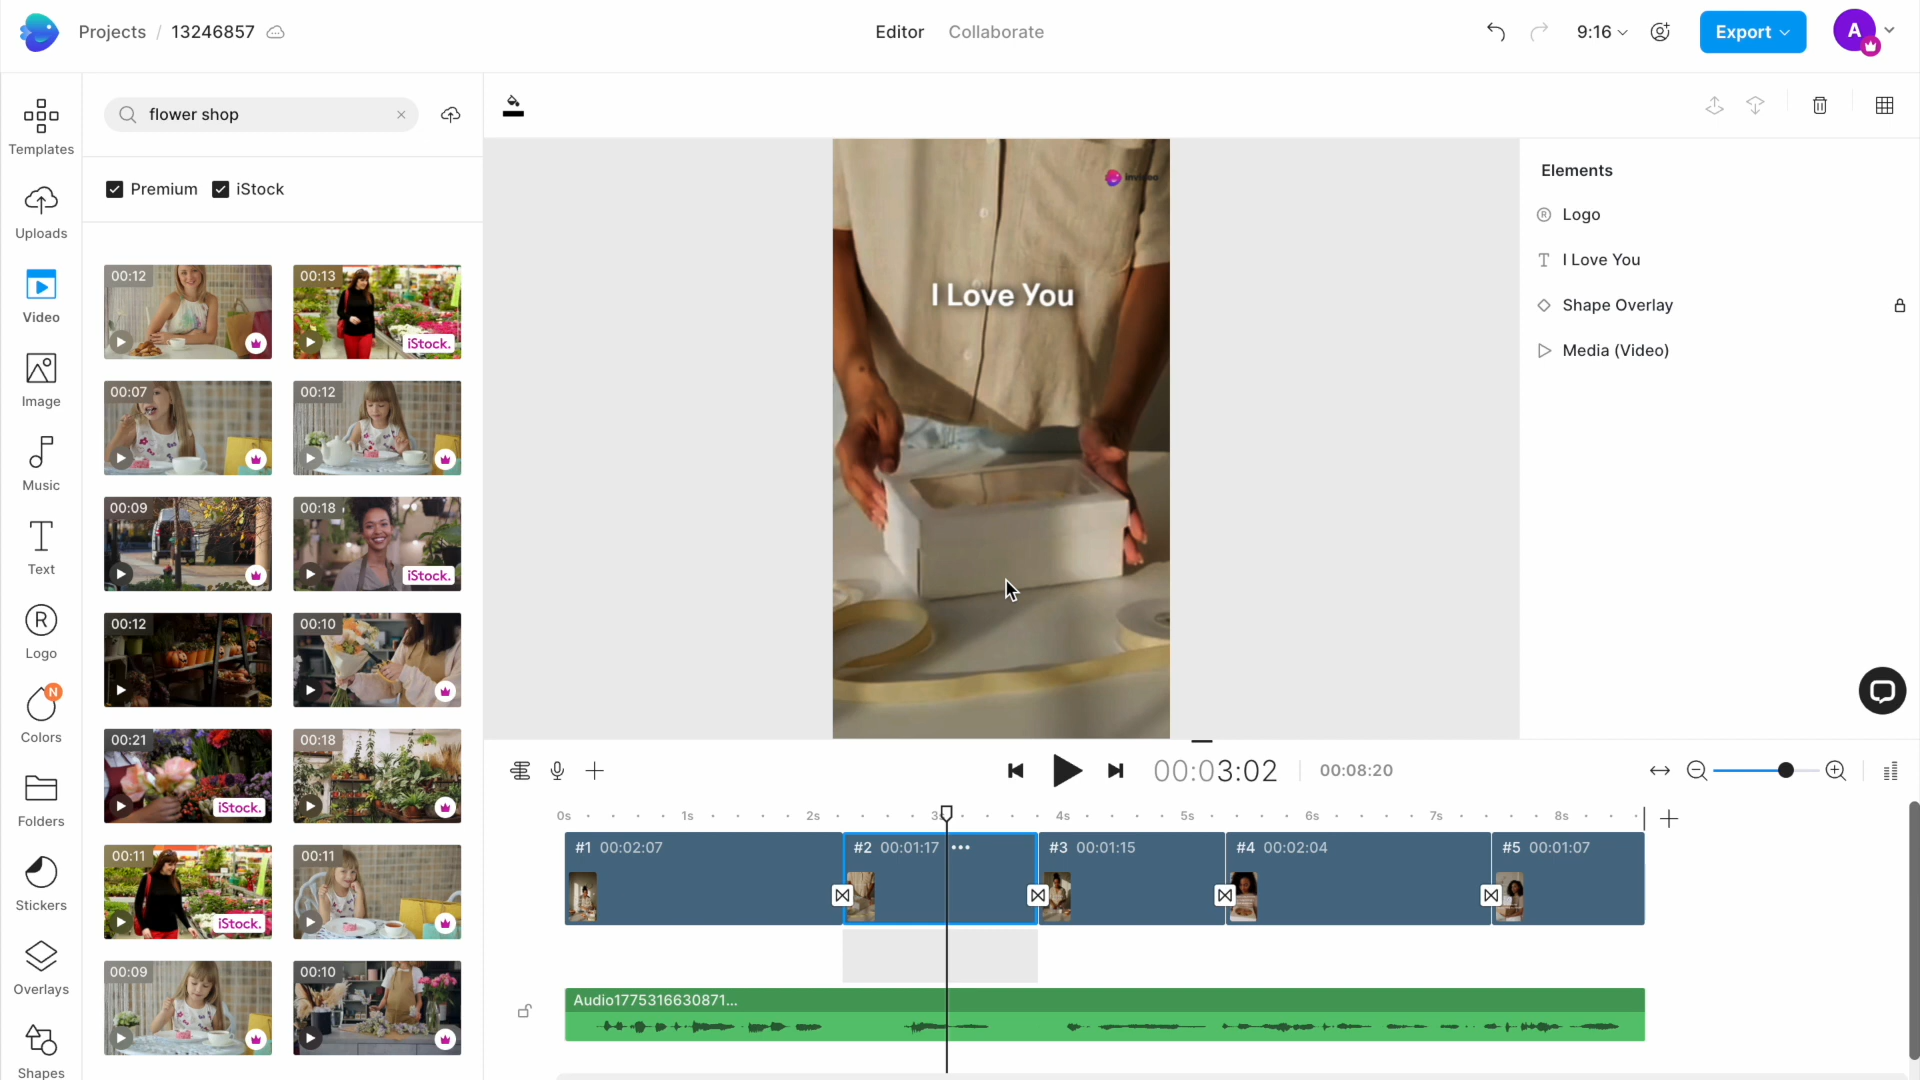 Projects / 13246857
Editor Collaborate
9:16
Export
A
Templates
Uploads
Video
Image
Music
Text
R
Logo
N
Colors
Folders
Stickers
Overlays
Shapes
flower shop
Premium iStock
00:12 00:13
iStock.
00:07 00:12
00:09 00:18
iStock.
00:12 00:10
00:21 00:18
iStock.
00:11 00:11
iStock.
00:09 00:10
invideo
I Love You
Elements
R Logo
T I Love You
Shape Overlay
Media (Video)
00:03:02 00:08:20
0s 1s 2s 3s 4s 5s 6s 7s 8s
#1 00:02:07 #2 00:01:17 ••• #3 00:01:15 #4 00:02:04 #5 00:01:07
Audio1775316630871...